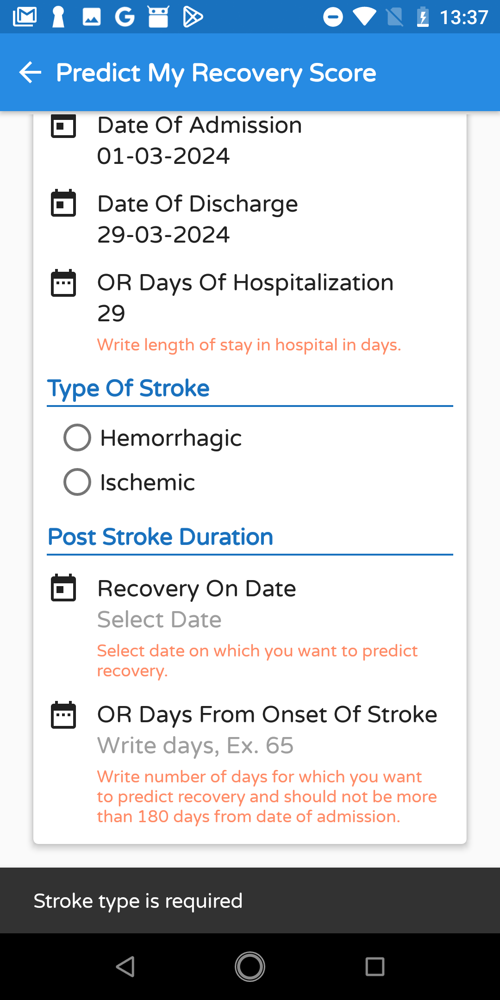 13:37
Predict My Recovery Score
Date Of Admission
01-03-2024
Date Of Discharge
29-03-2024
OR Days Of Hospitalization
29
Write length of stay in hospital in days.
Type Of Stroke
Hemorrhagic
Ischemic
Post Stroke Duration
Recovery On Date
Select Date
Select date on which you want to predict
recovery.
OR Days From Onset Of Stroke
Write days, Ex. 65
Write number of days for which you want
to predict recovery and should not be more
than 180 days from date of admission.
Stroke type is required